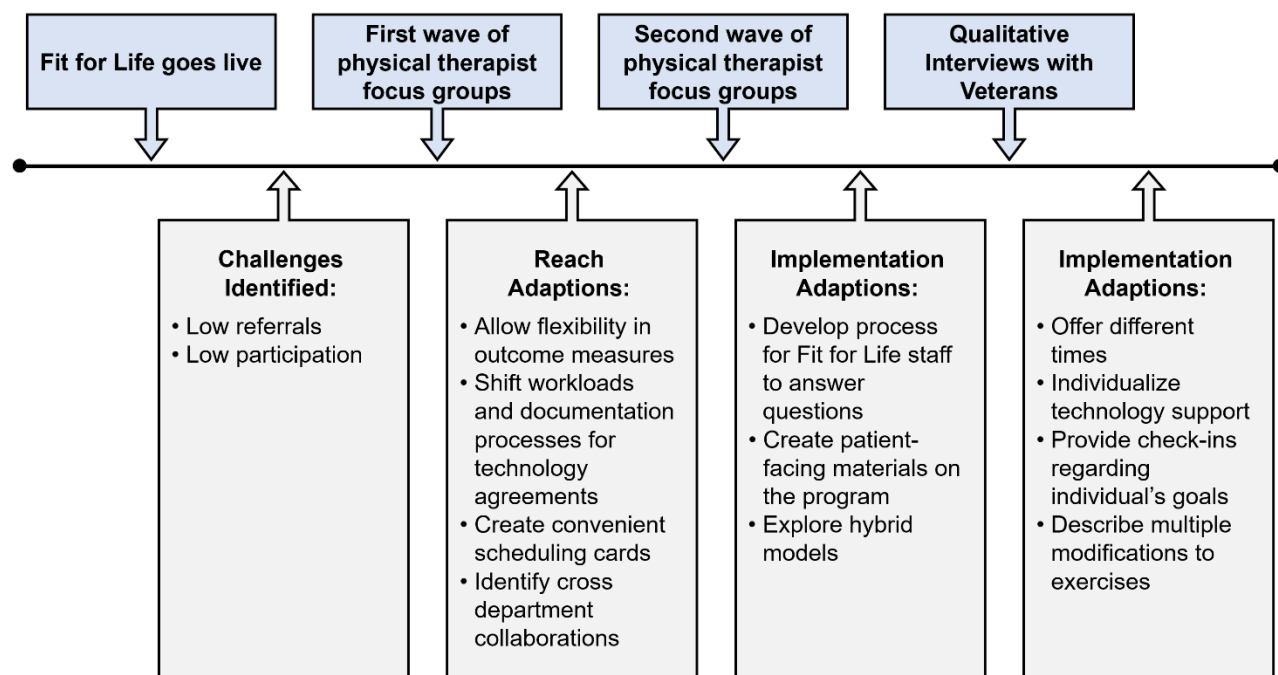 Fit for Life goes live
First wave of
physical therapist
focus groups
Second wave of
physical therapist
focus groups
Qualitative
Interviews with
Veterans
Challenges
Identified:
• Low referrals
• Low participation
Reach
Adaptions:
• Allow flexibility in
outcome measures
• Shift workloads
and documentation
processes for
technology
agreements
• Create convenient
scheduling cards
• Identify cross
department
collaborations
Implementation
Adaptions:
• Develop process
for Fit for Life staff
to answer
questions
• Create patient-
facing materials on
the program
• Explore hybrid
models
Implementation
Adaptions:
• Offer different
times
• Individualize
technology support
• Provide check-ins
regarding
individual’s goals
• Describe multiple
modifications to
exercises